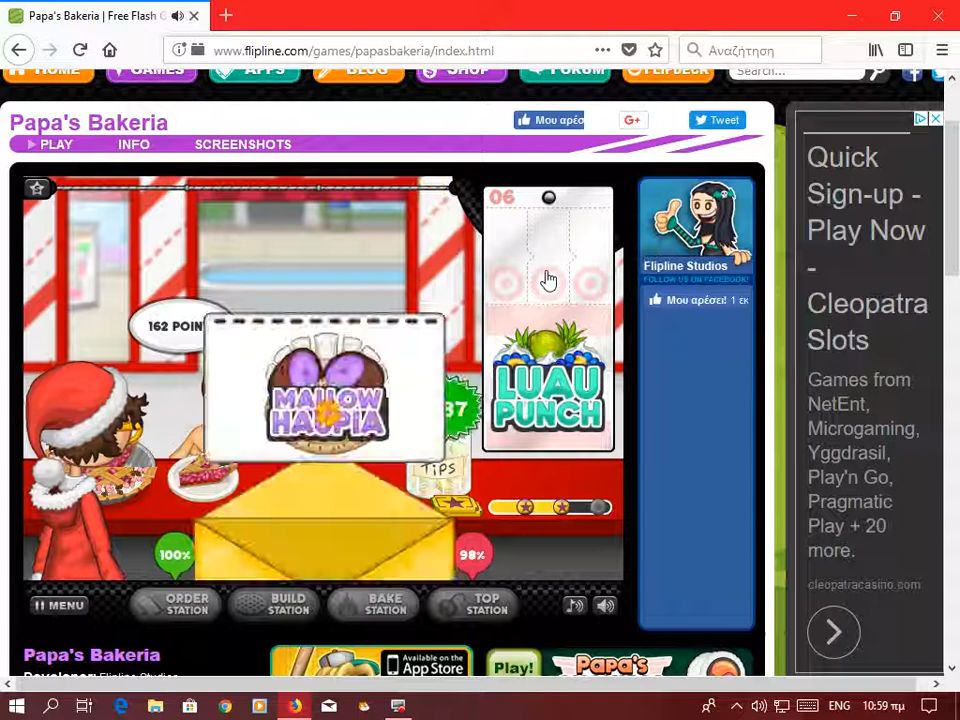 Papa's Bakeria | Free Flash G
www.flipline.com/games/papasbakeria/index.html
Αναζήτηση
HOME GAMES APPS BLOG SHOP FORUM FLIPDECK Search...
Papa's Bakeria
Μου αρέσ
G+
Tweet
PLAY INFO SCREENSHOTS
Quick
Sign-up -
Play Now
-
Cleopatra
Slots
Games from
NetEnt,
Microgaming,
Yggdrasil,
Play'n Go,
Pragmatic
Play + 20
more.
cleopatracasino.com
06
LUAU
PUNCH
Flipline Studios
FOLLOW US ON FACEBOOK!
Μου αρέσει! 1 εκ
162 POIN
MALLOW
HAUPIA
37
TIPS
100%
98%
MENU
ORDER
STATION
BUILD
STATION
BAKE
STATION
TOP
STATION
Papa's Bakeria
Available on the
App Store
Play!
Papa's
ENG
10:59 πμ